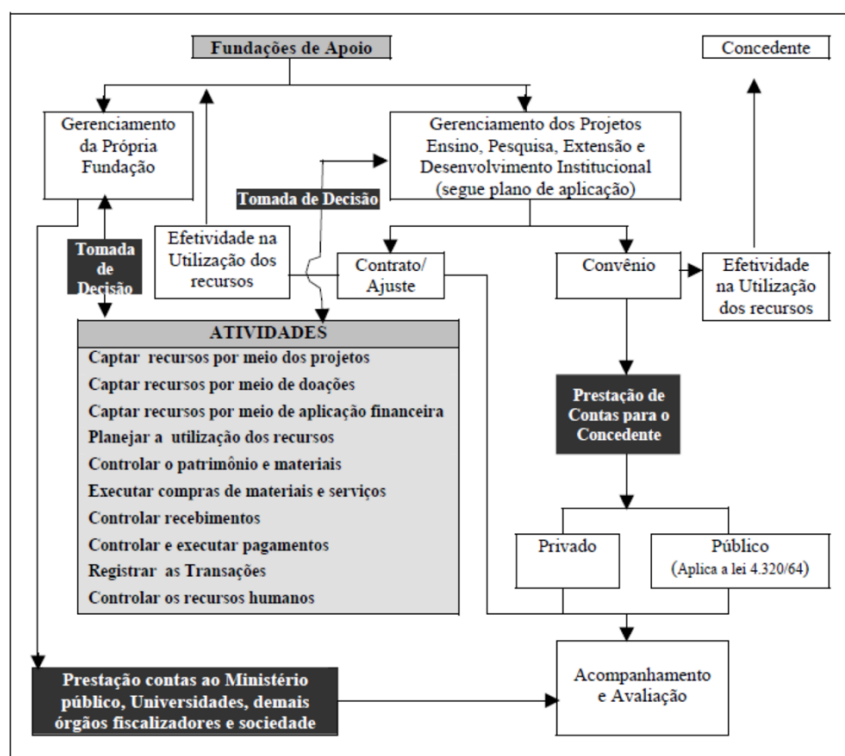 Fundações de Apoio
Concedente
Gerenciamento
da Própria
Fundação
Gerenciamento dos Projetos
Ensino, Pesquisa, Extensão e
Desenvolvimento Institucional
(segue plano de aplicação)
Tomada de Decisão
Tomada
de
Decisão
Efetividade na
Utilização dos
recursos
Contrato/
Ajuste
Convênio
Efetividade
na Utilização
dos recursos
ATIVIDADES
Captar recursos por meio dos projetos
Captar recursos por meio de doações
Captar recursos por meio de aplicação financeira
Planejar a utilização dos recursos
Controlar o patrimônio e materiais
Executar compras de materiais e serviços
Controlar recebimentos
Controlar e executar pagamentos
Registrar as Transações
Controlar os recursos humanos
Prestação de
Contas para o
Concedente
Privado
Público
(Aplica a lei 4.320/64)
Prestação contas ao Ministério
público, Universidades, demais
órgãos fiscalizadores e sociedade
Acompanhamento
e Avaliação